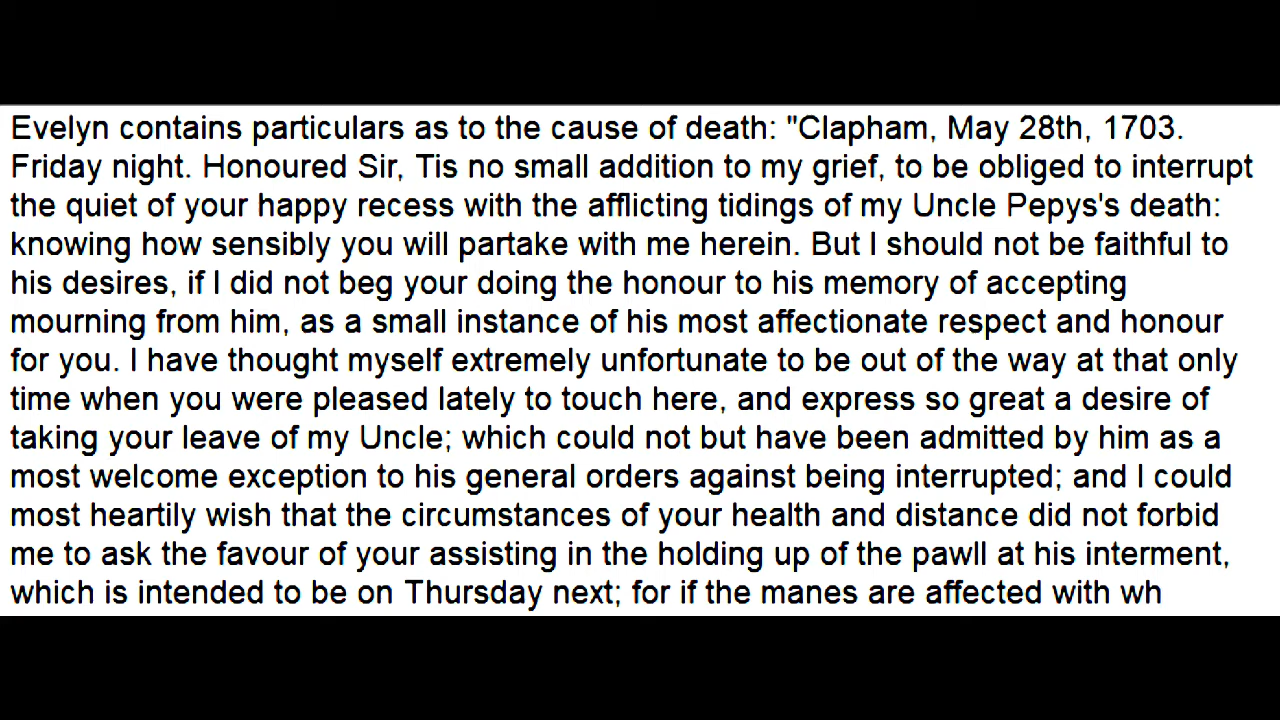 Evelyn contains particulars as to the cause of death: "Clapham, May 28th, 1703.
Friday night. Honoured Sir, Tis no small addition to my grief, to be obliged to interrupt
the quiet of your happy recess with the afflicting tidings of my Uncle Pepys's death:
knowing how sensibly you will partake with me herein. But I should not be faithful to
his desires, if I did not beg your doing the honour to his memory of accepting
mourning from him, as a small instance of his most affectionate respect and honour
for you. I have thought myself extremely unfortunate to be out of the way at that only
time when you were pleased lately to touch here, and express so great a desire of
taking your leave of my Uncle; which could not but have been admitted by him as a
most welcome exception to his general orders against being interrupted; and I could
most heartily wish that the circumstances of your health and distance did not forbid
me to ask the favour of your assisting in the holding up of the pawll at his interment,
which is intended to be on Thursday next; for if the manes are affected with wh